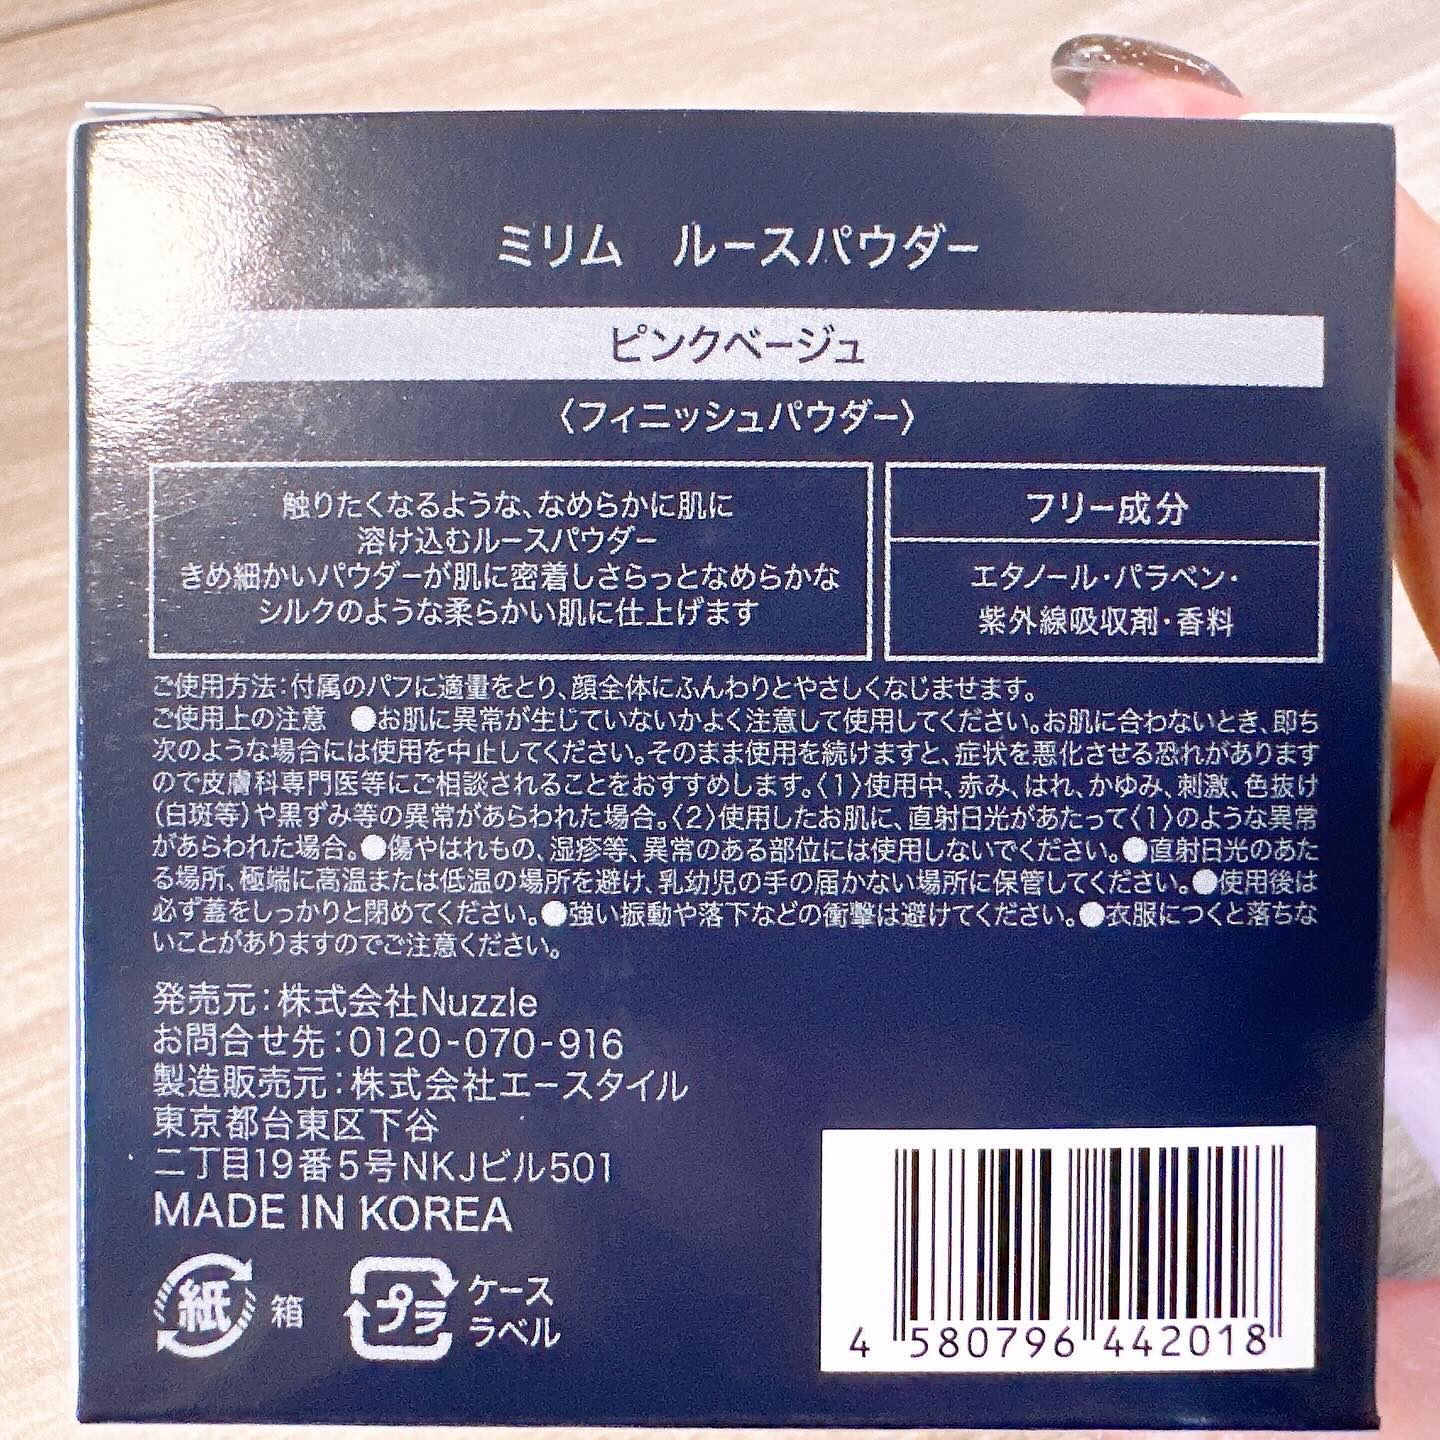 ミリム　ルースパウダー
ピンクベージュ
〈フィニッシュパウダー〉
触りたくなるような、なめらかに肌に
溶け込むルースパウダー
きめ細かいパウダーが肌に密着しさらっとなめらかな
シルクのような柔らかい肌に仕上げます
フリー成分
エタノール・パラベン・
紫外線吸収剤・香料
ご使用方法：付属のパフに適量をとり、顔全体にふんわりとやさしくなじませます。
ご使用上の注意　●お肌に異常が生じていないかよく注意して使用してください。お肌に合わないとき、即ち
次のような場合には使用を中止してください。そのまま使用を続けますと、症状を悪化させる恐れがあります
ので皮膚科専門医等にご相談されることをおすすめします。〈1〉使用中、赤み、はれ、かゆみ、刺激、色抜け
(白斑等)や黒ずみ等の異常があらわれた場合。〈2〉使用したお肌に、直射日光があたって〈1〉のような異常
があらわれた場合。●傷やはれもの、湿疹等、異常のある部位には使用しないでください。●直射日光のあた
る場所、極端に高温または低温の場所を避け、乳幼児の手の届かない場所に保管してください。●使用後は
必ず蓋をしっかりと閉めてください。●強い振動や落下などの衝撃は避けてください。●衣服につくと落ちな
いことがありますのでご注意ください。
発売元：株式会社Nuzzle
お問合せ先：0120-070-916
製造販売元：株式会社エースタイル
東京都台東区下谷
二丁目19番5号NKJビル501
MADE IN KOREA
紙 箱
プラ ケース
ラベル
4 580796 442018